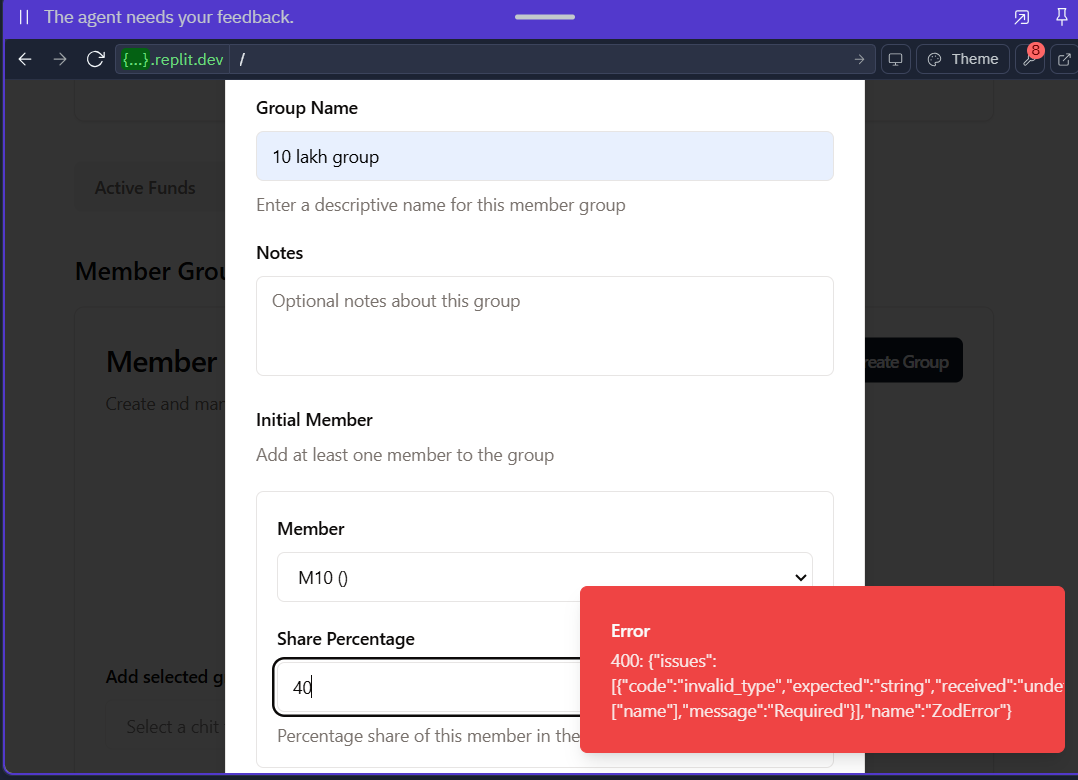 The agent needs your feedback.
{...}.replit.dev /
Theme
8
Group Name
10 lakh group
Active Funds
Enter a descriptive name for this member group
Notes
Member Grou
Optional notes about this group
Member
reate Group
Create and mar
Initial Member
Add at least one member to the group
Member
M10 ()
Share Percentage
40
Percentage share of this member in the
Add selected g
Select a chit
Error
400: {"issues":
[{"code":"invalid_type","expected":"string","received":"unde
["name"],"message":"Required"}],"name":"ZodError"}